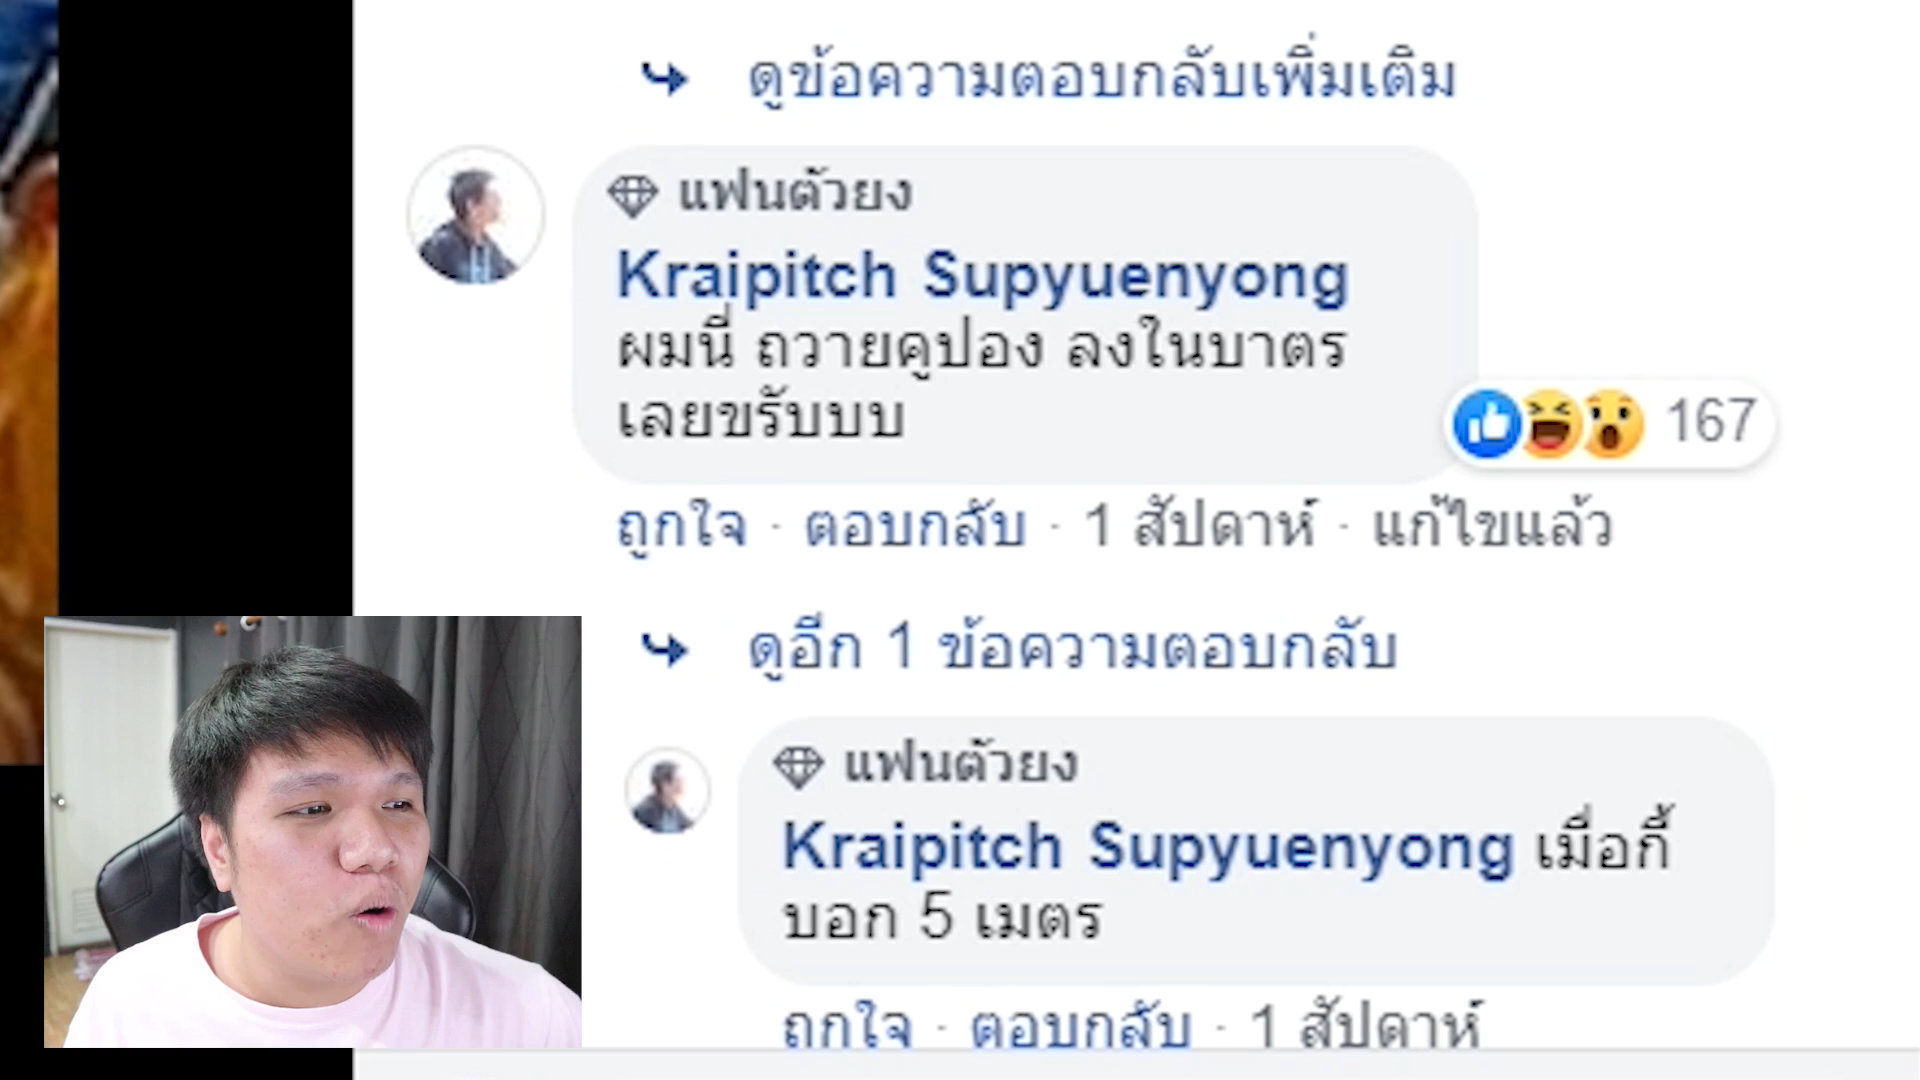 ดูข้อความตอบกลับเพิ่มเติม
แฟนตัวยง
Kraipitch Supyuenyong
ผมนี่ ถวายคูปอง ลงในบาตร
เลยขรับบบ
167
ถูกใจ · ตอบกลับ · 1 สัปดาห์ · แก้ไขแล้ว
ดูอีก 1 ข้อความตอบกลับ
แฟนตัวยง
Kraipitch Supyuenyong เมื่อกี้
บอก 5 เมตร
ถูกใจ · ตอบกลับ · 1 สัปดาห์